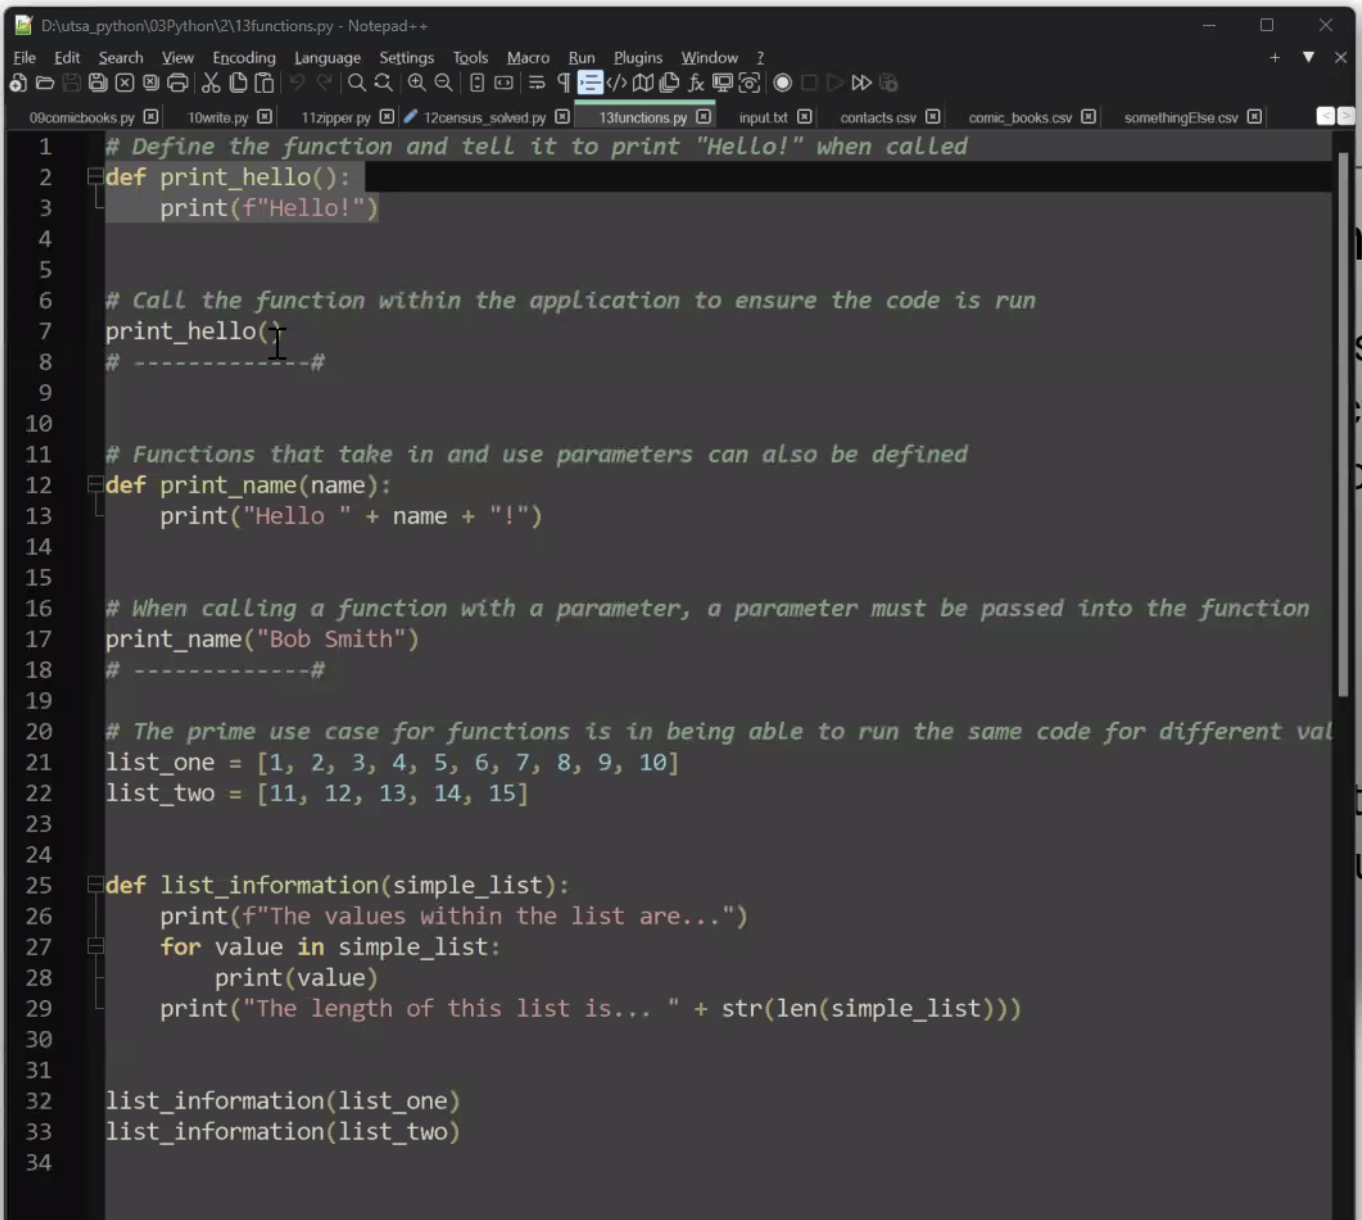 D:\utsa_python\03Python\2\13functions.py - Notepad++
File Edit Search View Encoding Language Settings Tools Macro Run Plugins Window ?
09comicbooks.py 10write.py 11zipper.py 12census_solved.py 13functions.py input.txt contacts.csv comic_books.csv somethingElse.csv
1 # Define the function and tell it to print "Hello!" when called
2 def print_hello():
3     print(f"Hello!")
4
5
6 # Call the function within the application to ensure the code is run
7 print_hello()
8 # -------------#
9
10
11 # Functions that take in and use parameters can also be defined
12 def print_name(name):
13     print("Hello " + name + "!")
14
15
16 # When calling a function with a parameter, a parameter must be passed into the function
17 print_name("Bob Smith")
18 # -------------#
19
20 # The prime use case for functions is in being able to run the same code for different val
21 list_one = [1, 2, 3, 4, 5, 6, 7, 8, 9, 10]
22 list_two = [11, 12, 13, 14, 15]
23
24
25 def list_information(simple_list):
26     print(f"The values within the list are...")
27     for value in simple_list:
28         print(value)
29     print("The length of this list is... " + str(len(simple_list)))
30
31
32 list_information(list_one)
33 list_information(list_two)
34